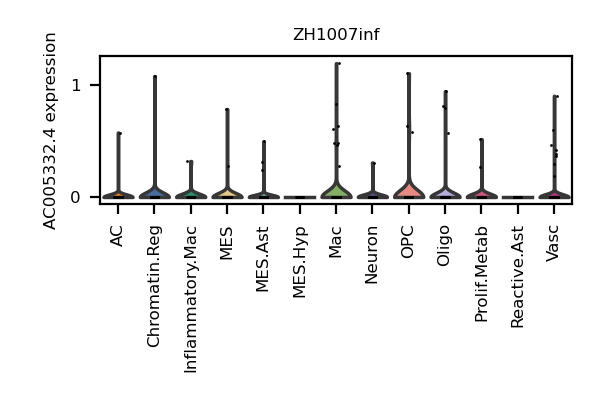 ZH1007inf
AC005332.4 expression
1
0
AC
Chromatin.Reg
Inflammatory.Mac
MES
MES.Ast
MES.Hyp
Mac
Neuron
OPC
Oligo
Prolif.Metab
Reactive.Ast
Vasc